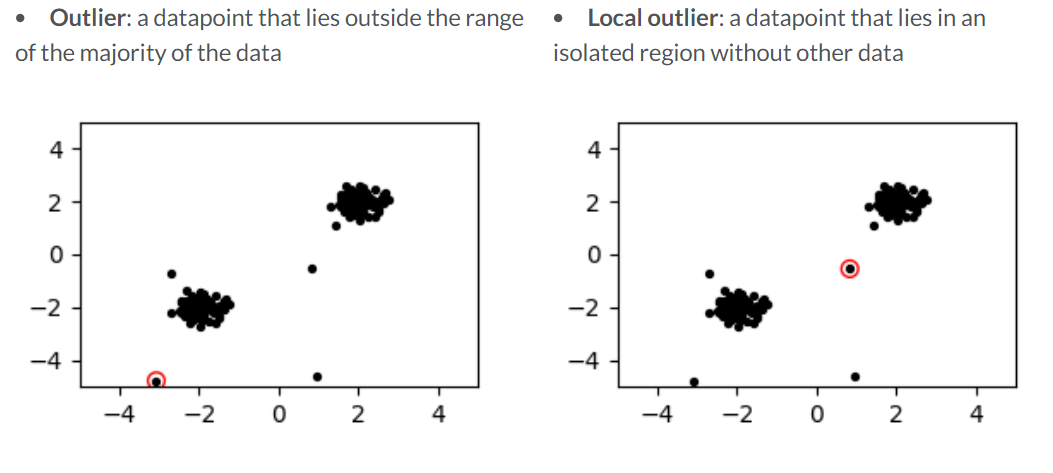 • Outlier: a datapoint that lies outside the range
of the majority of the data
• Local outlier: a datapoint that lies in an
isolated region without other data
4
2
0
−2
−4
−4 −2 0 2 4
4
2
0
−2
−4
−4 −2 0 2 4